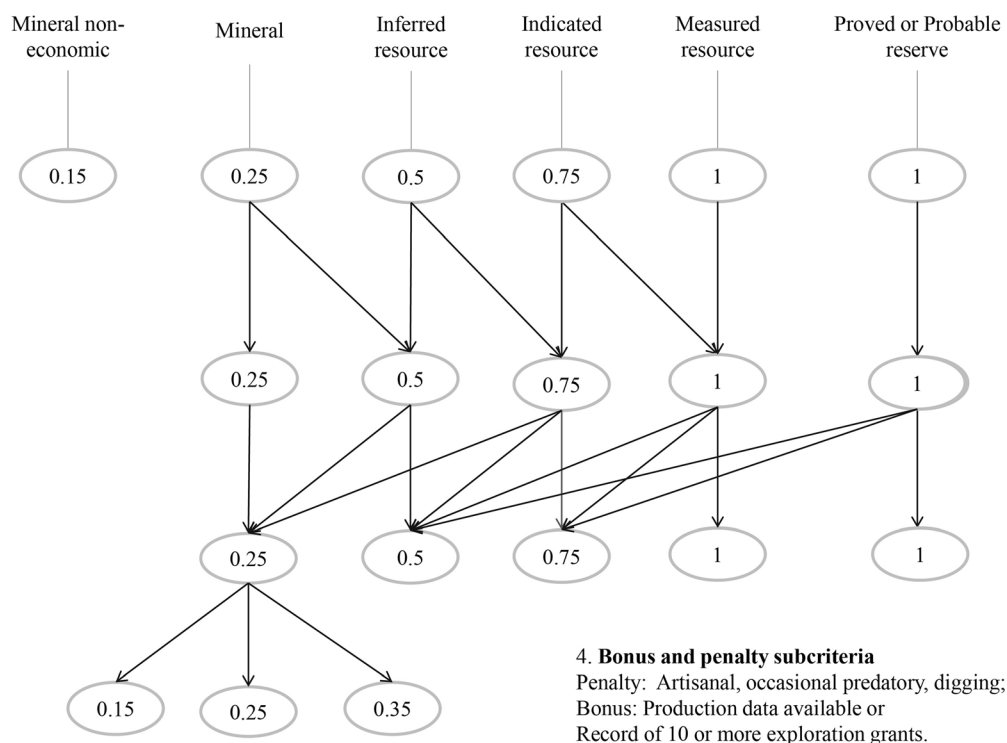 Mineral non-
economic
Mineral
Inferred
resource
Indicated
resource
Measured
resource
Proved or Probable
reserve
0.15
0.25
0.5
0.75
1
1
0.25
0.5
0.75
1
1
0.25
0.5
0.75
1
1
0.15
0.25
0.35
4. Bonus and penalty subcriteria
Penalty: Artisanal, occasional predatory, digging;
Bonus: Production data available or
Record of 10 or more exploration grants.